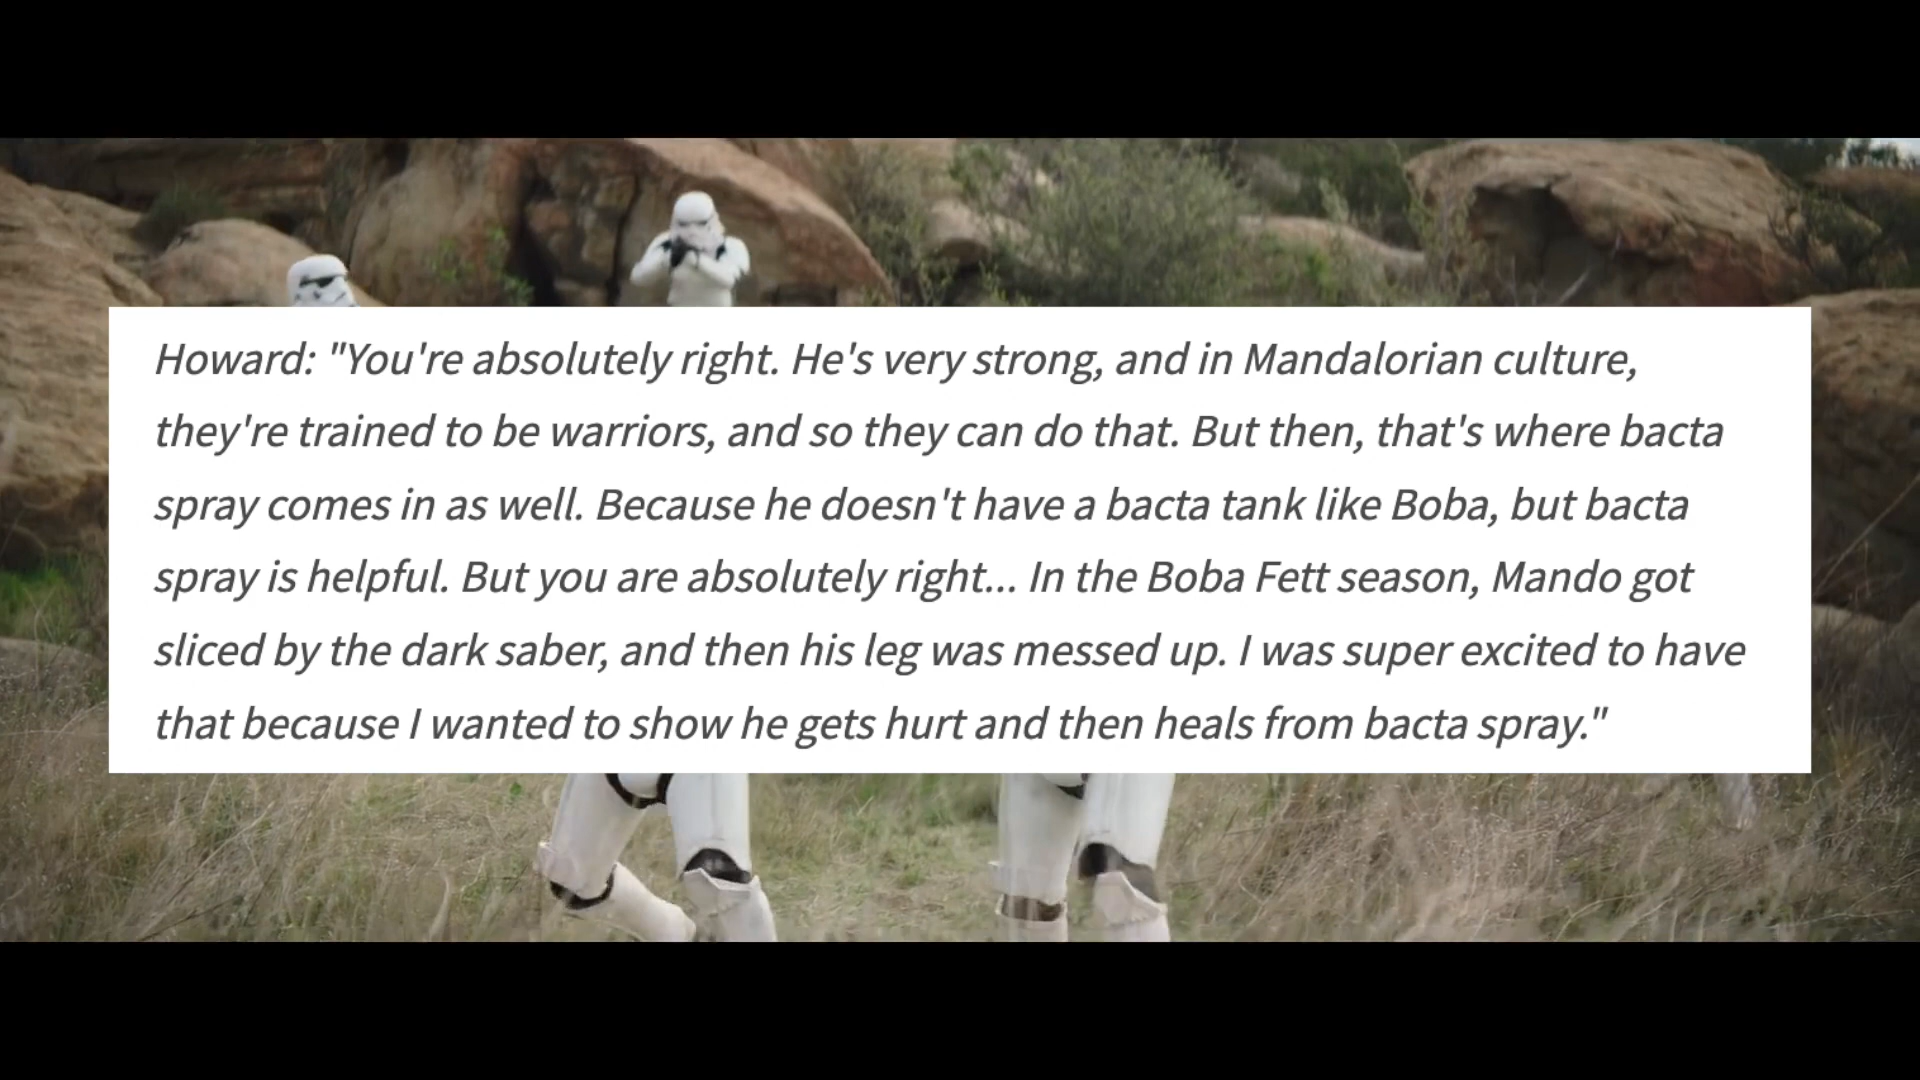 Howard: "You're absolutely right. He's very strong, and in Mandalorian culture,
they're trained to be warriors, and so they can do that. But then, that's where bacta
spray comes in as well. Because he doesn't have a bacta tank like Boba, but bacta
spray is helpful. But you are absolutely right... In the Boba Fett season, Mando got
sliced by the dark saber, and then his leg was messed up. I was super excited to have
that because I wanted to show he gets hurt and then heals from bacta spray."